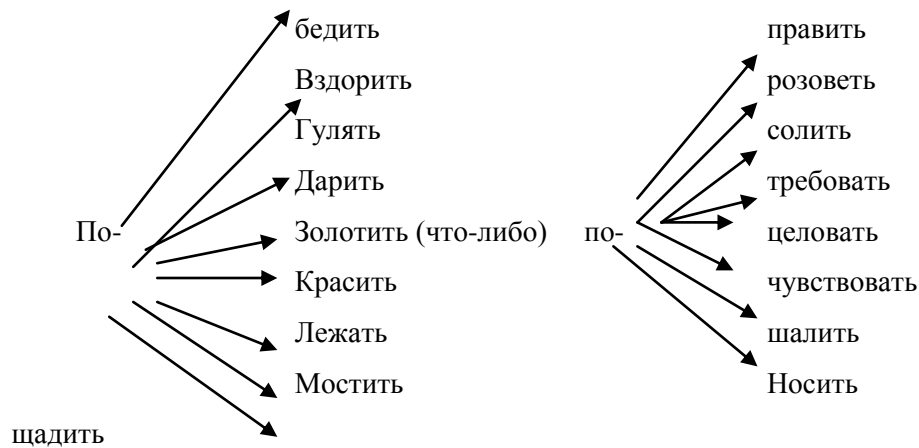 бедить править
Вздорить розоветь
Гулять солить
Дарить требовать
По- Золотить (что-либо) по- целовать
Красить чувствовать
Лежать шалить
Мостить Носить
щадить